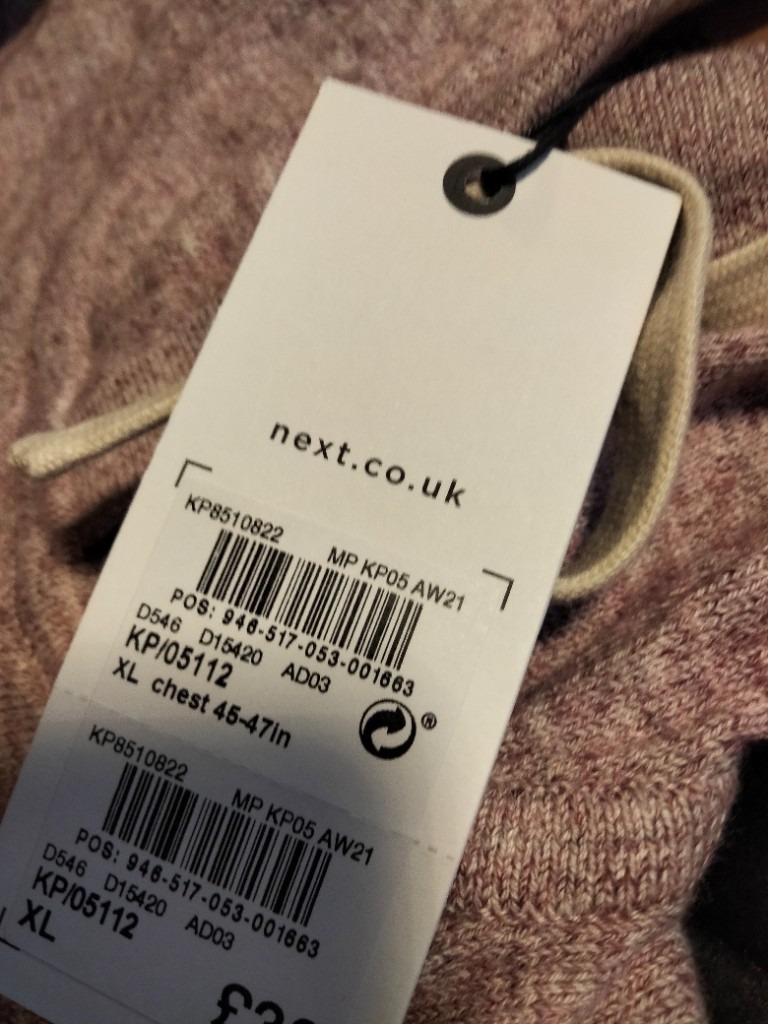 next.co.uk
KP8510822 MP KP05 AW21
POS: 946-517-053-001663
D546 D15420 AD03
KP/05112
XL chest 45-47in
®
KP8510822 MP KP05 AW21
POS: 946-517-053-001663
D546 D15420 AD03
KP/05112
XL